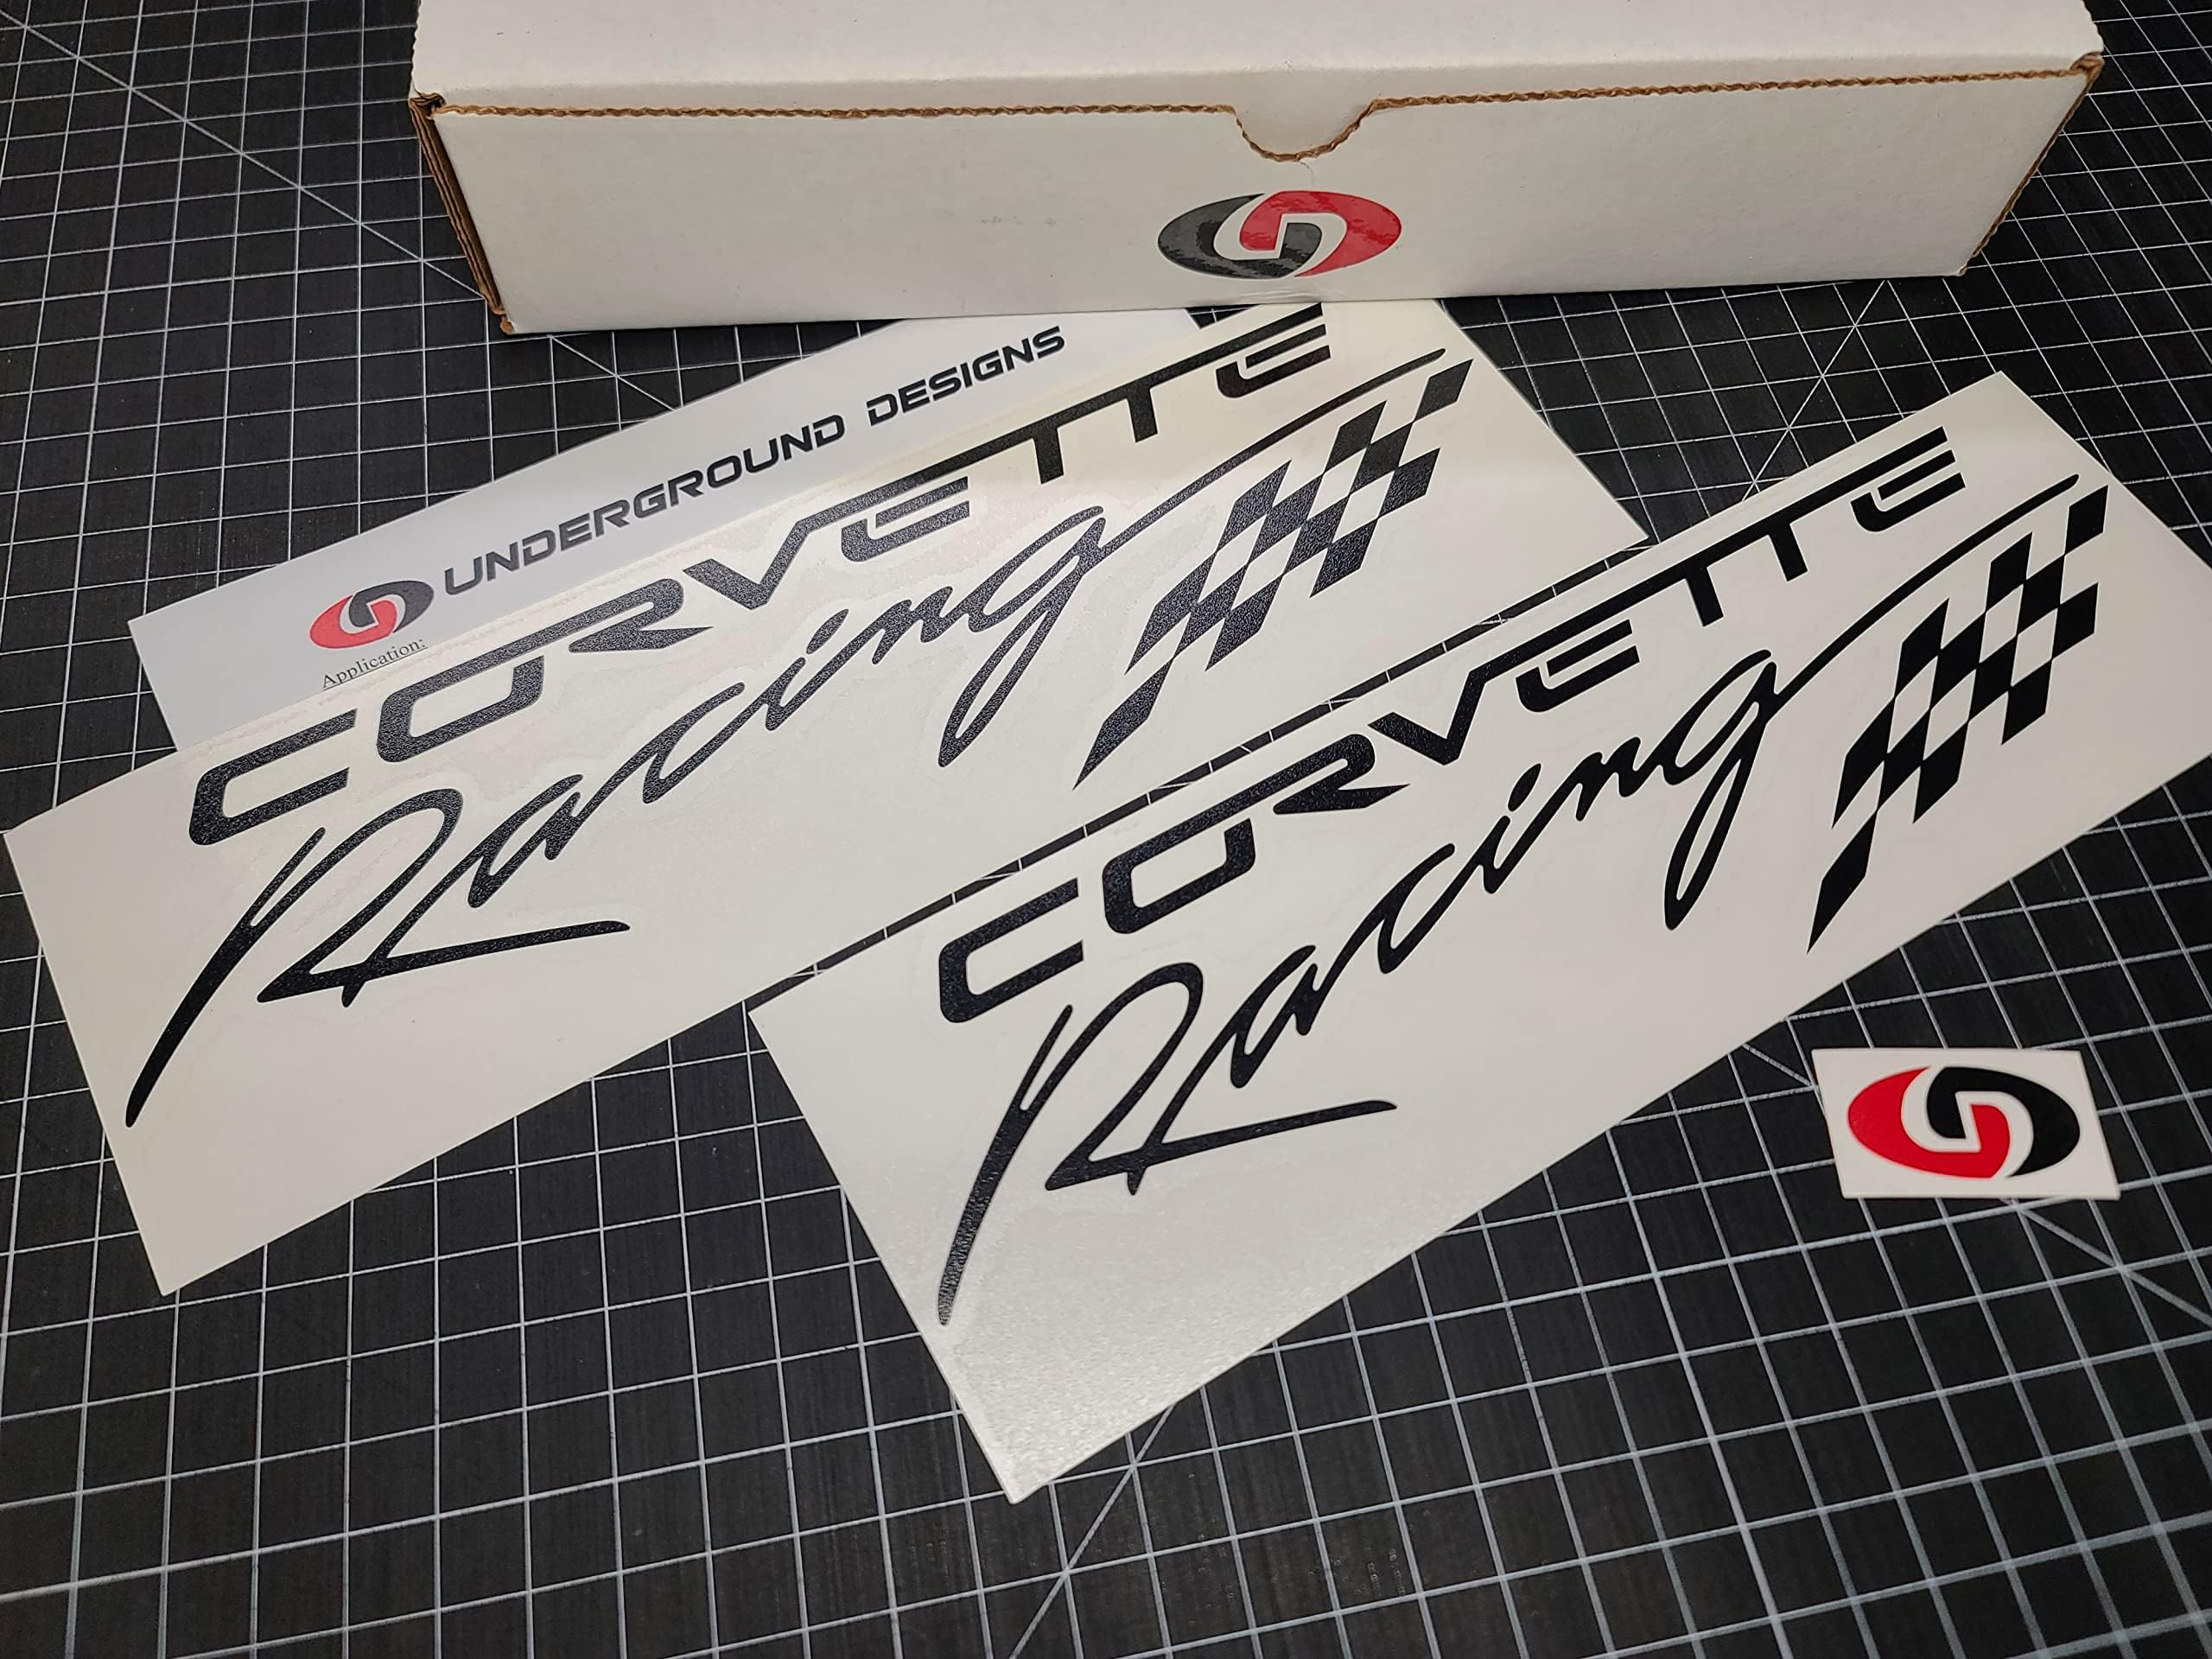 UNDERGROUND DESIGNS
Application:
CORVETTE
Racing
CORVETTE
Racing